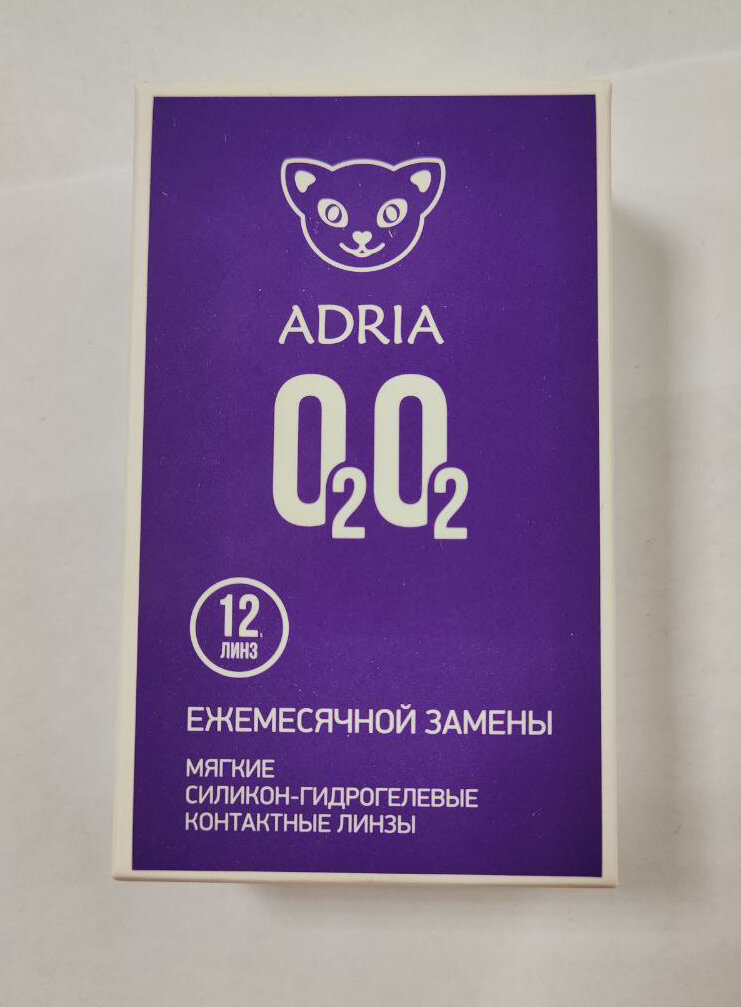 ADRIA
O₂O₂
12
ЛИНЗ
ЕЖЕМЕСЯЧНОЙ ЗАМЕНЫ
МЯГКИЕ
СИЛИКОН-ГИДРОГЕЛЕВЫЕ
КОНТАКТНЫЕ ЛИНЗЫ